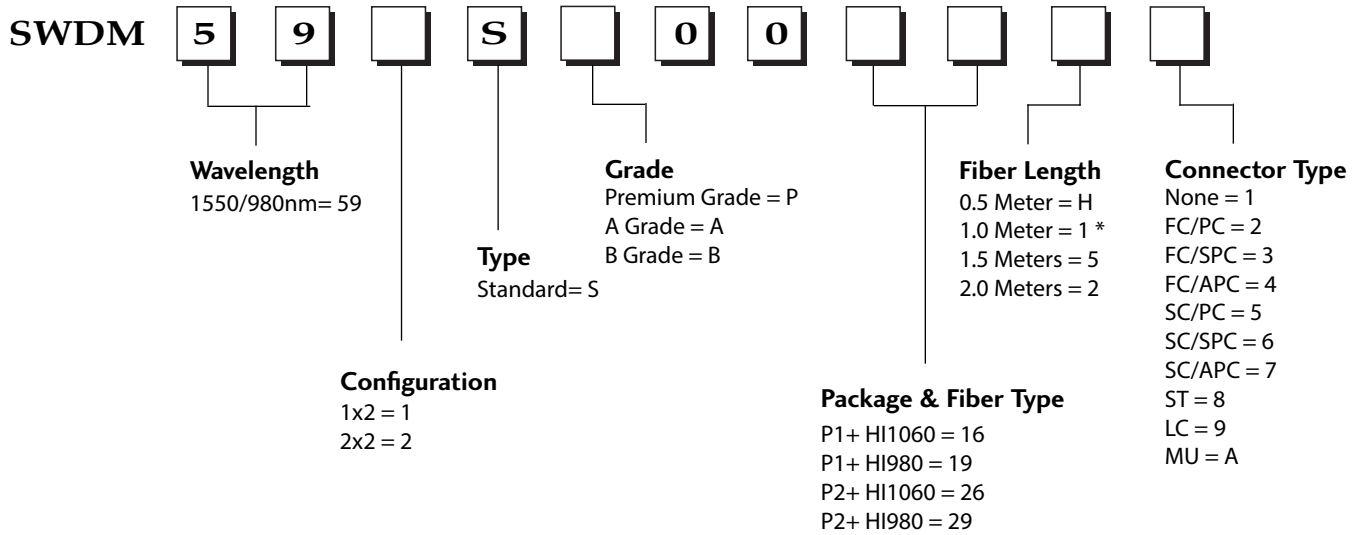 SWDM 5 9 S 0 0
Wavelength
1550/980nm= 59
Configuration
1x2 = 1
2x2 = 2
Type
Standard= S
Grade
Premium Grade = P
A Grade = A
B Grade = B
Package & Fiber Type
P1+ HI1060 = 16
P1+ HI980 = 19
P2+ HI1060 = 26
P2+ HI980 = 29
Fiber Length
0.5 Meter = H
1.0 Meter = 1 *
1.5 Meters = 5
2.0 Meters = 2
Connector Type
None = 1
FC/PC = 2
FC/SPC = 3
FC/APC = 4
SC/PC = 5
SC/SPC = 6
SC/APC = 7
ST = 8
LC = 9
MU = A